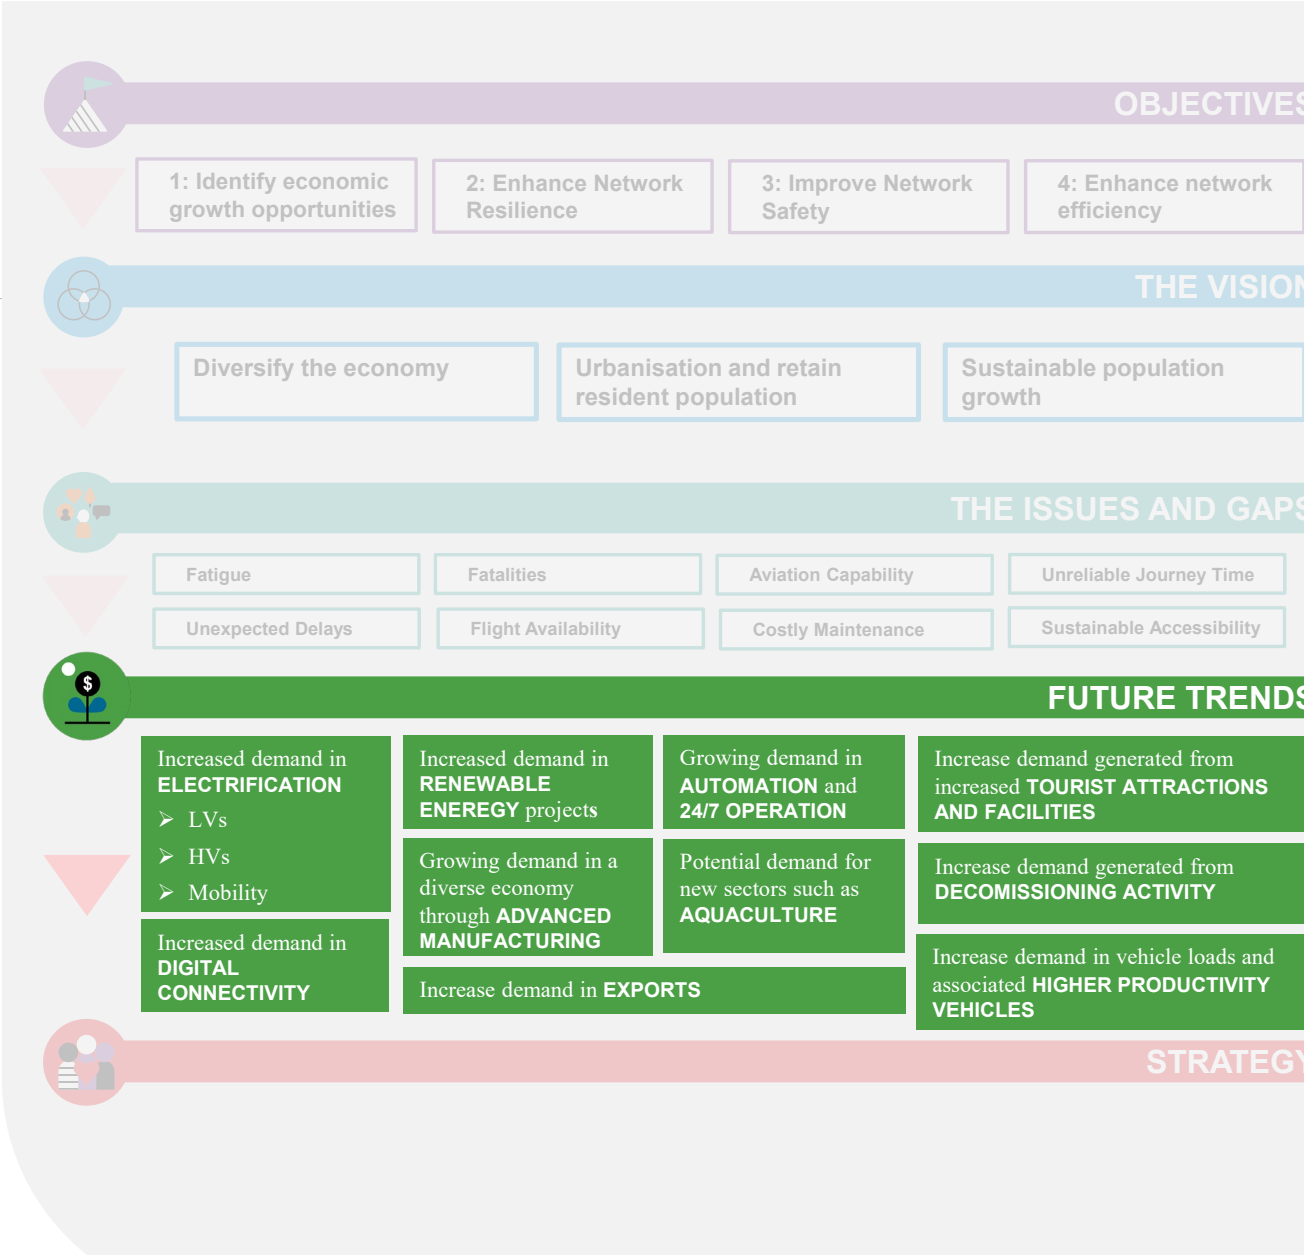 OBJECTIVES
1: Identify economic
growth opportunities
2: Enhance Network
Resilience
3: Improve Network
Safety
4: Enhance network
efficiency
THE VISION
Diversify the economy
Urbanisation and retain
resident population
Sustainable population
growth
THE ISSUES AND GAPS
Fatigue
Fatalities
Aviation Capability
Unreliable Journey Time
Unexpected Delays
Flight Availability
Costly Maintenance
Sustainable Accessibility
$
FUTURE TRENDS
Increased demand in
ELECTRIFICATION
➢ LVs
➢ HVs
➢ Mobility
Increased demand in
DIGITAL
CONNECTIVITY
Increased demand in
RENEWABLE
ENEREGY projects
Growing demand in a
diverse economy
through ADVANCED
MANUFACTURING
Growing demand in
AUTOMATION and
24/7 OPERATION
Potential demand for
new sectors such as
AQUACULTURE
Increase demand in EXPORTS
Increase demand generated from
increased TOURIST ATTRACTIONS
AND FACILITIES
Increase demand generated from
DECOMISSIONING ACTIVITY
Increase demand in vehicle loads and
associated HIGHER PRODUCTIVITY
VEHICLES
STRATEGY